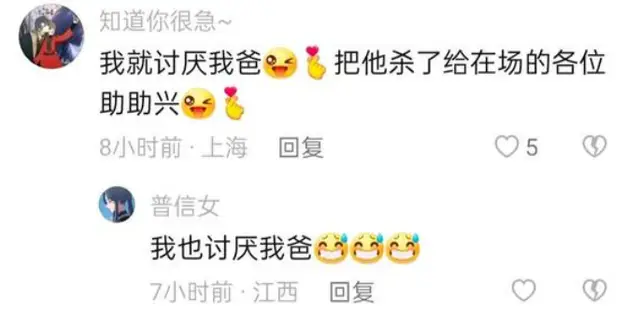 知道你很急~
我就讨厌我爸😜🫰把他杀了给在场的各位
助助兴😜🫰
8小时前 · 上海 回复 5
普信女
我也讨厌我爸😅😅😅
7小时前 · 江西 回复